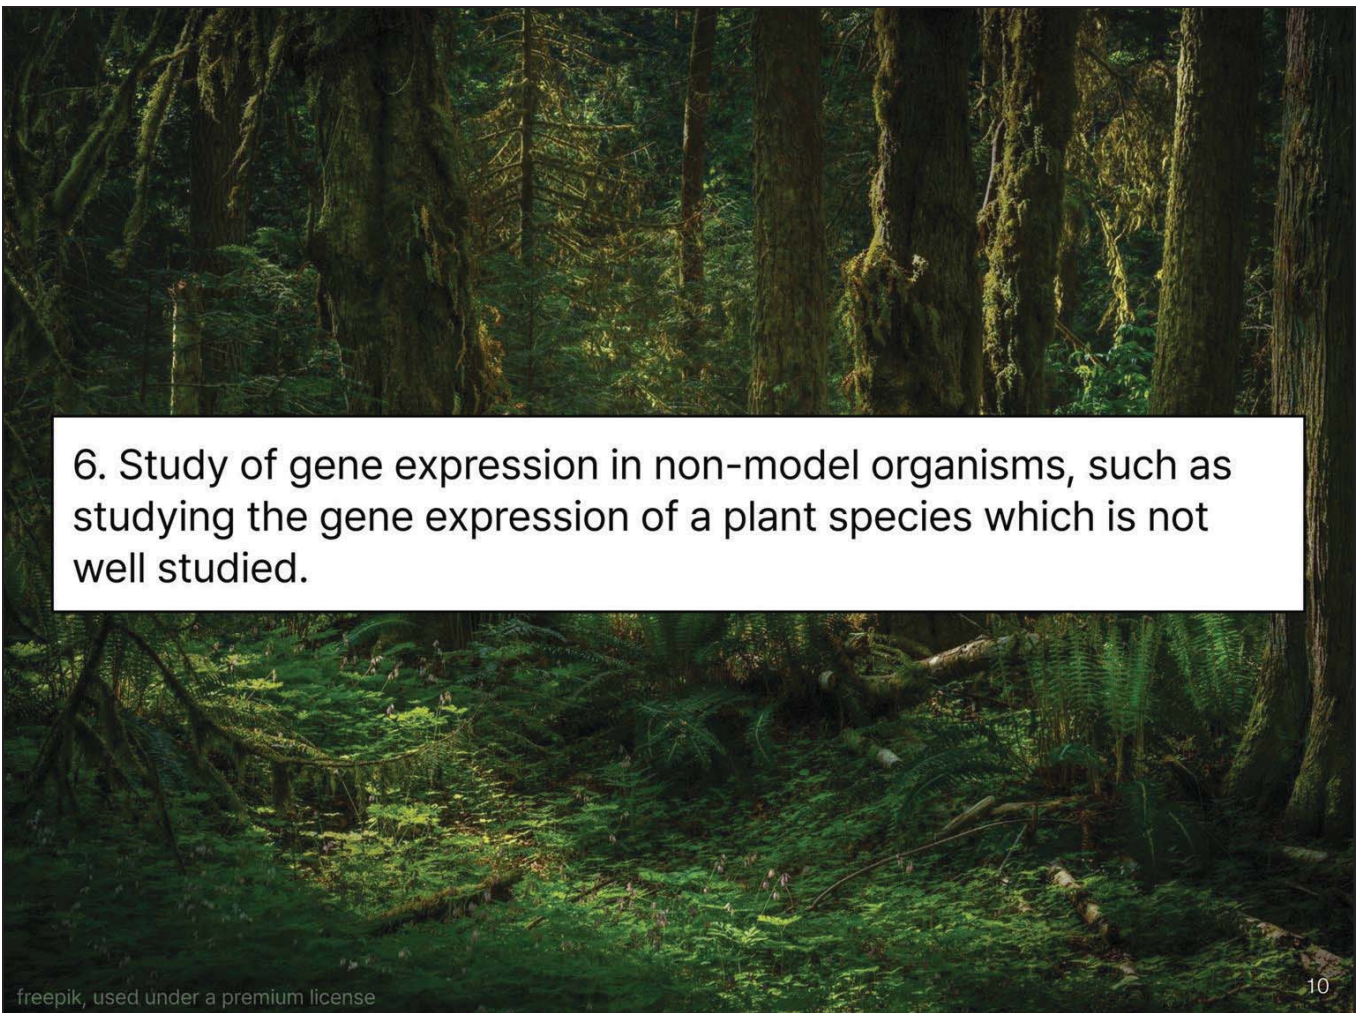 6. Study of gene expression in non-model organisms, such as
studying the gene expression of a plant species which is not
well studied.
freepik, used under a premium license
10